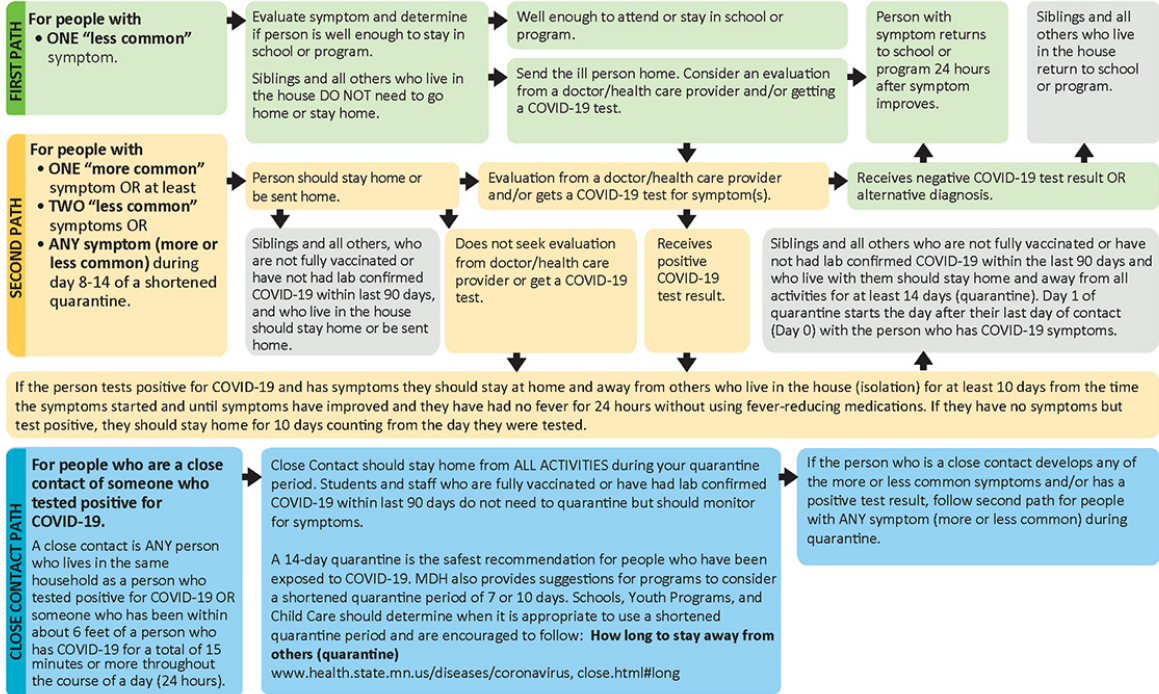 FIRST PATH
For people with
• ONE “less common”
symptom.
Evaluate symptom and determine
if person is well enough to stay in
school or program.
Siblings and all others who live in
the house DO NOT need to go
home or stay home.
Well enough to attend or stay in school or
program.
Send the ill person home. Consider an evaluation
from a doctor/health care provider and/or getting
a COVID-19 test.
Person with
symptom returns
to school or
program 24 hours
after symptom
improves.
Siblings and all
others who live
in the house
return to school
or program.
SECOND PATH
For people with
• ONE “more common”
symptom OR at least
• TWO “less common”
symptoms OR
• ANY symptom (more or
less common) during
day 8-14 of a shortened
quarantine.
Person should stay home or
be sent home.
Evaluation from a doctor/health care provider
and/or gets a COVID-19 test for symptom(s).
Receives negative COVID-19 test result OR
alternative diagnosis.
Siblings and all others, who
are not fully vaccinated or
have not had lab confirmed
COVID-19 within last 90 days,
and who live in the house
should stay home or be sent
home.
Does not seek evaluation
from doctor/health care
provider or get a COVID-19
test.
Receives
positive
COVID-19
test result.
Siblings and all others who are not fully vaccinated or have
not had lab confirmed COVID-19 within the last 90 days and
who live with them should stay home and away from all
activities for at least 14 days (quarantine). Day 1 of
quarantine starts the day after their last day of contact
(Day 0) with the person who has COVID-19 symptoms.
If the person tests positive for COVID-19 and has symptoms they should stay at home and away from others who live in the house (isolation) for at least 10 days from the time
the symptoms started and until symptoms have improved and they have had no fever for 24 hours without using fever-reducing medications. If they have no symptoms but
test positive, they should stay home for 10 days counting from the day they were tested.
CLOSE CONTACT PATH
For people who are a close
contact of someone who
tested positive for
COVID-19.
A close contact is ANY person
who lives in the same
household as a person who
tested positive for COVID-19 OR
someone who has been within
about 6 feet of a person who
has COVID-19 for a total of 15
minutes or more throughout
the course of a day (24 hours).
Close Contact should stay home from ALL ACTIVITIES during your quarantine
period. Students and staff who are fully vaccinated or have had lab confirmed
COVID-19 within last 90 days do not need to quarantine but should monitor
for symptoms.
A 14-day quarantine is the safest recommendation for people who have been
exposed to COVID-19. MDH also provides suggestions for programs to consider
a shortened quarantine period of 7 or 10 days. Schools, Youth Programs, and
Child Care should determine when it is appropriate to use a shortened
quarantine period and are encouraged to follow: How long to stay away from
others (quarantine)
www.health.state.mn.us/diseases/coronavirus, close.html#long
If the person who is a close contact develops any of
the more or less common symptoms and/or has a
positive test result, follow second path for people
with ANY symptom (more or less common) during
quarantine.